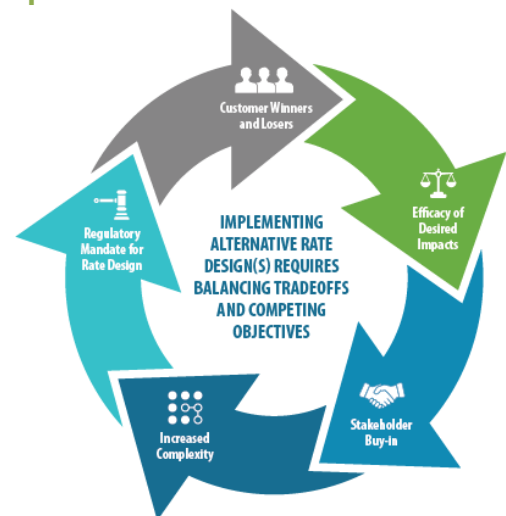 Customer Winners
and Losers
Efficacy of
Desired
Impacts
Stakeholder
Buy-in
Increased
Complexity
Regulatory
Mandate for
Rate Design
IMPLEMENTING
ALTERNATIVE RATE
DESIGN(S) REQUIRES
BALANCING TRADEOFFS
AND COMPETING
OBJECTIVES